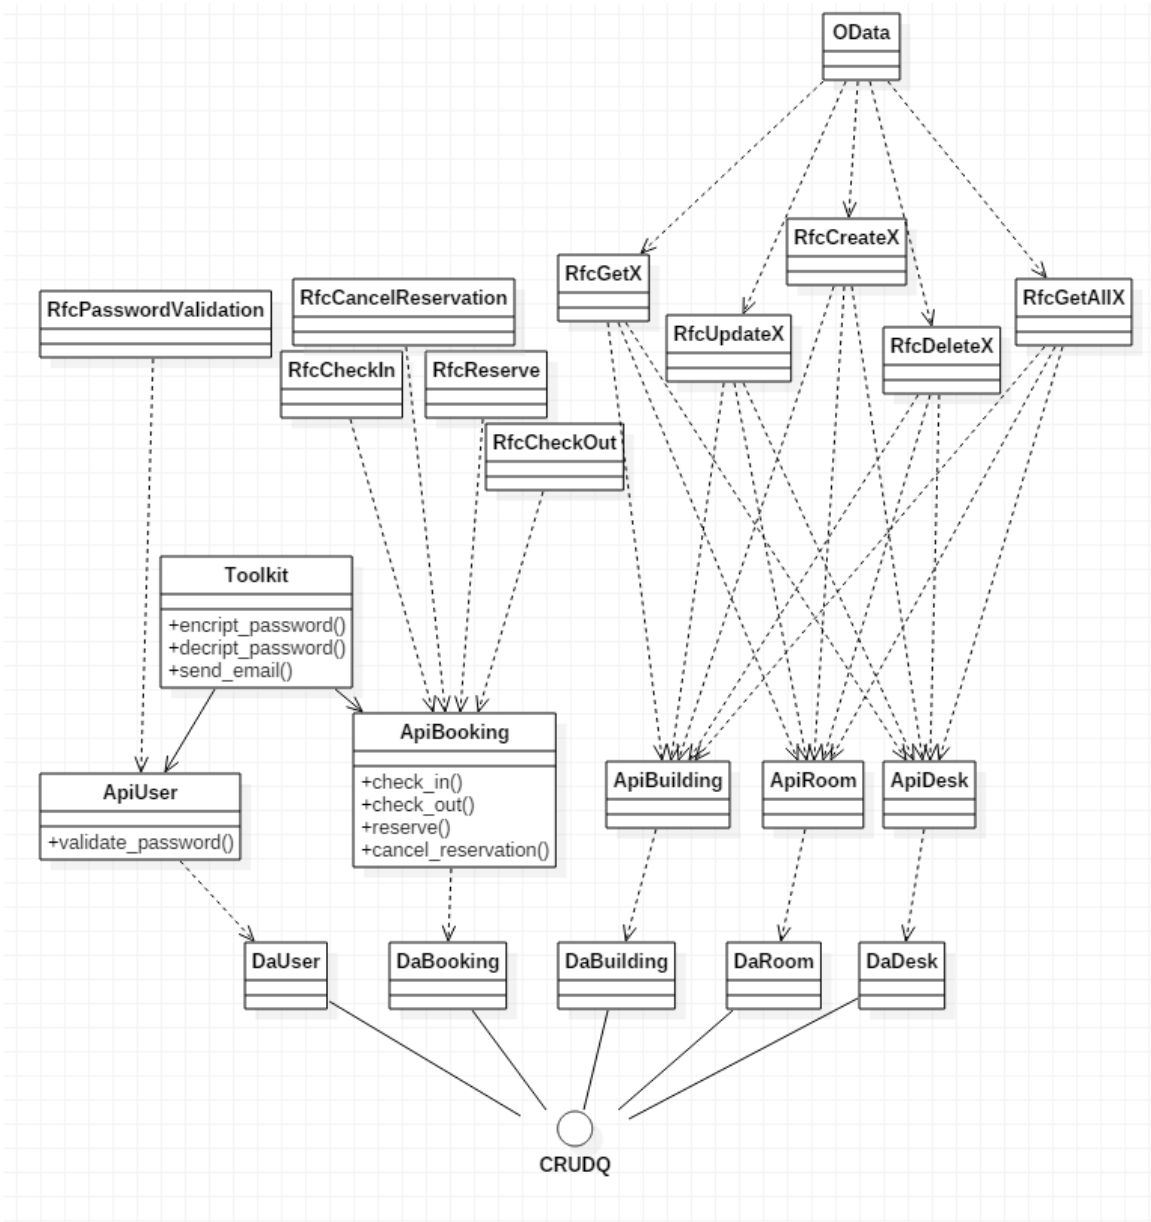 OData
RfcCreateX
RfcGetX
RfcGetAllX
RfcCancelReservation
RfcPasswordValidation
RfcUpdateX
RfcDeleteX
RfcCheckIn
RfcReserve
RfcCheckOut
Toolkit
+encript_password()
+decript_password()
+send_email()
ApiBooking
+check_in()
+check_out()
+reserve()
+cancel_reservation()
ApiUser
+validate_password()
ApiBuilding
ApiRoom
ApiDesk
DaUser
DaBooking
DaBuilding
DaRoom
DaDesk
CRUDQ